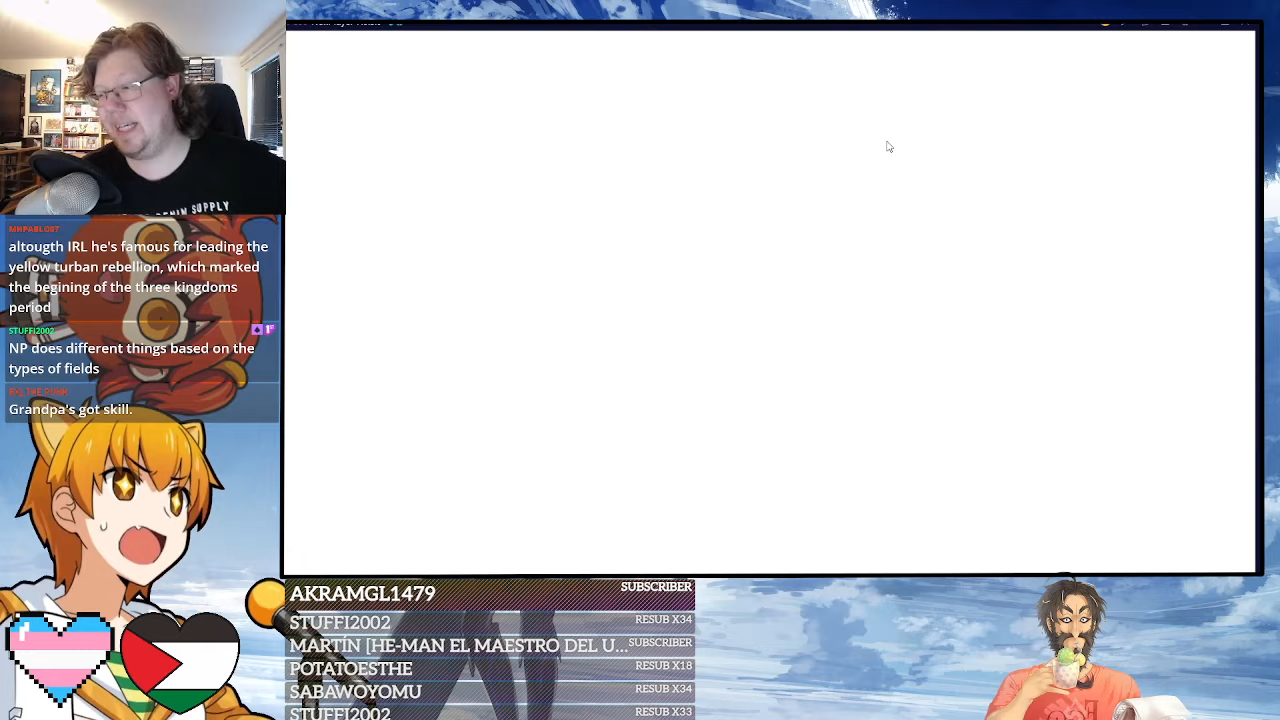 MHPABLO87
altougth IRL he's famous for leading the
yellow turban rebellion, which marked
the begining of the three kingdoms
period
STUFFI2002
NP does different things based on the
types of fields
Grandpa's got skill.
SUPPLY
AKRAMGL1479 SUBSCRIBER
STUFFI2002 RESUB X34
MARTÍN [HE-MAN EL MAESTRO DEL U... SUBSCRIBER
POTATOESTHE RESUB X18
SABAWOYOMU RESUB X34
STUFFI2002 RESUB X33